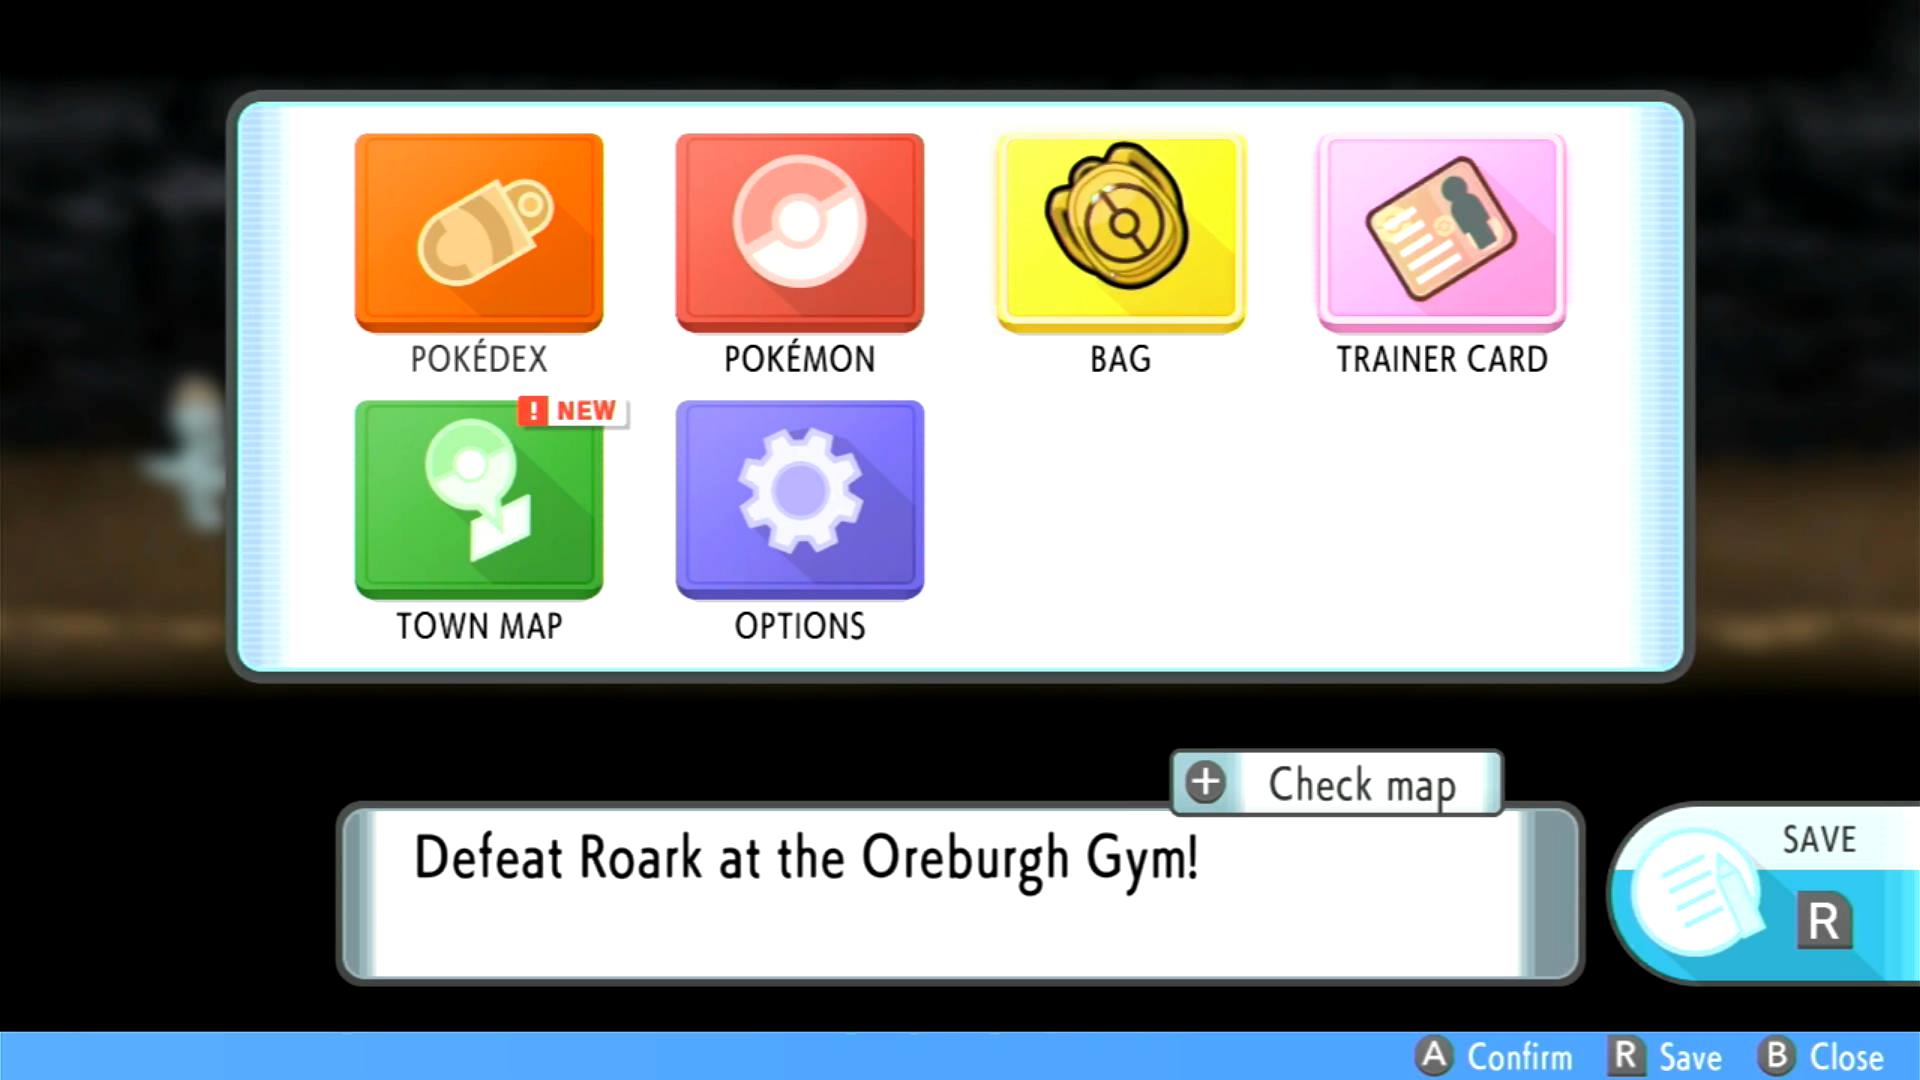 POKÉDEX
POKÉMON
BAG
TRAINER CARD
! NEW
TOWN MAP
OPTIONS
+ Check map
Defeat Roark at the Oreburgh Gym!
SAVE
R
A Confirm R Save B Close